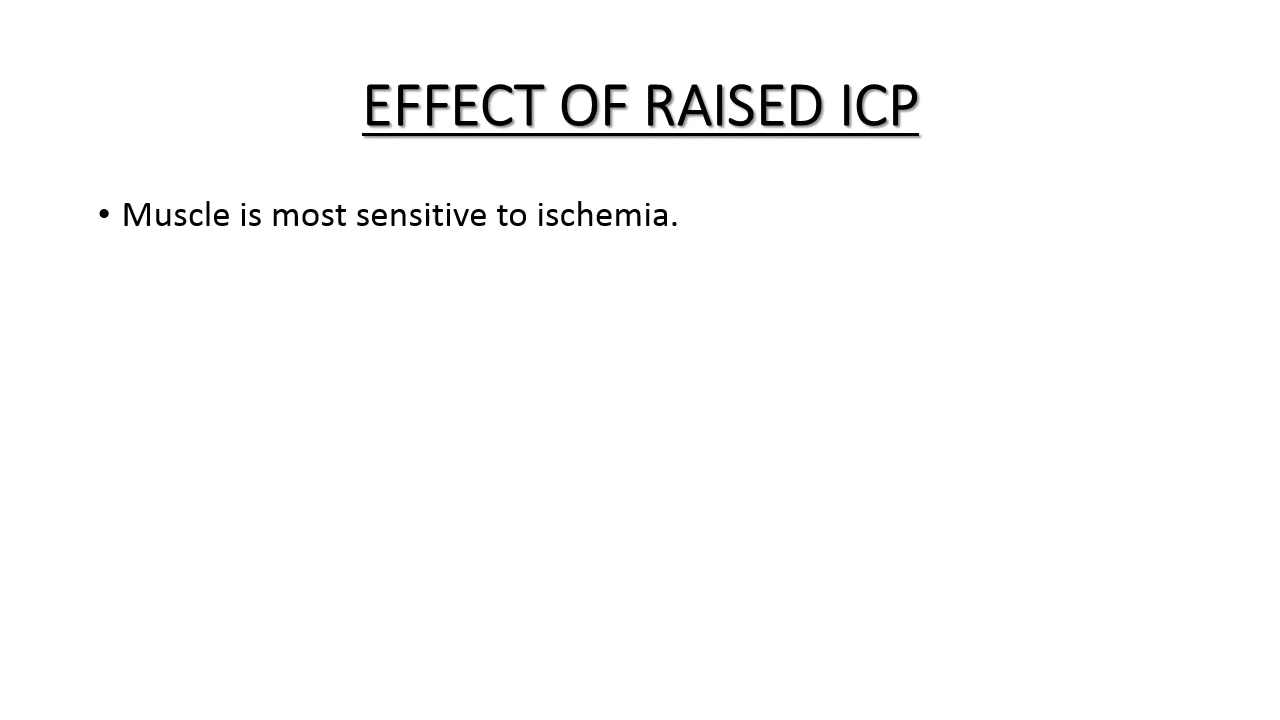 EFFECT OF RAISED ICP
• Muscle is most sensitive to ischemia.